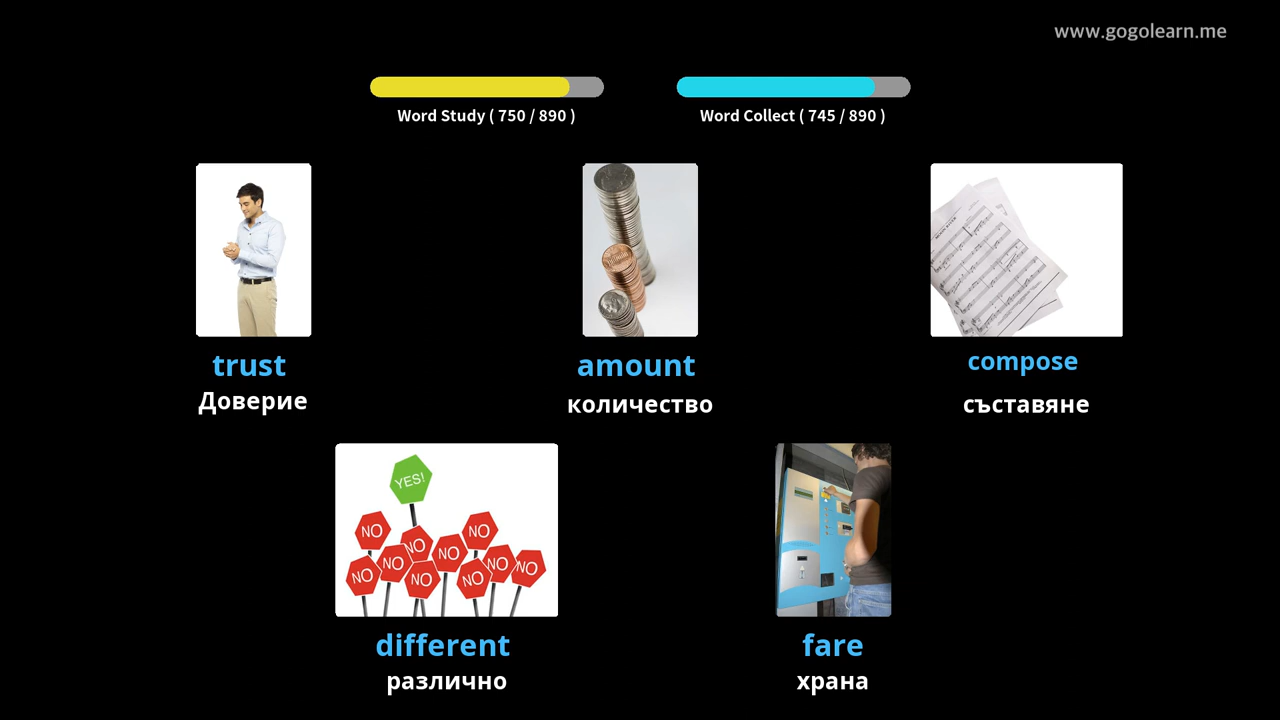 www.gogolearn.me
Word Study ( 750 / 890 )
Word Collect ( 745 / 890 )
trust
Доверие
amount
количество
compose
съставяне
YES!
NO
NO
NO
NO
NO
NO
NO
NO
NO
NO
different
различно
fare
храна